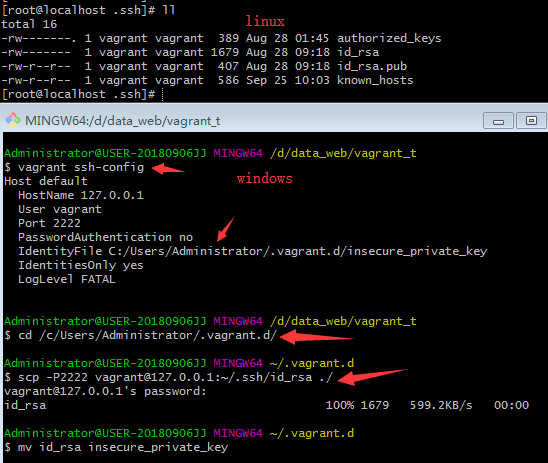 [root@localhost .ssh]# ll
total 16
linux
-rw-------. 1 vagrant vagrant 389 Aug 28 01:45 authorized_keys
-rw------- 1 vagrant vagrant 1679 Aug 28 09:18 id_rsa
-rw-r--r-- 1 vagrant vagrant 407 Aug 28 09:18 id_rsa.pub
-rw-r--r-- 1 vagrant vagrant 586 Sep 25 10:03 known_hosts
[root@localhost .ssh]#
MINGW64:/d/data_web/vagrant_t
Administrator@USER-20180906JJ MINGW64 /d/data_web/vagrant_t
$ vagrant ssh-config
Host default
windows
HostName 127.0.0.1
User vagrant
Port 2222
PasswordAuthentication no
IdentityFile C:/Users/Administrator/.vagrant.d/insecure_private_key
IdentitiesOnly yes
LogLevel FATAL
Administrator@USER-20180906JJ MINGW64 /d/data_web/vagrant_t
$ cd /c/Users/Administrator/.vagrant.d/
Administrator@USER-20180906JJ MINGW64 ~/.vagrant.d
$ scp -P2222 vagrant@127.0.0.1:~/.ssh/id_rsa ./
vagrant@127.0.0.1's password:
id_rsa 100% 1679 599.2KB/s 00:00
Administrator@USER-20180906JJ MINGW64 ~/.vagrant.d
$ mv id_rsa insecure_private_key